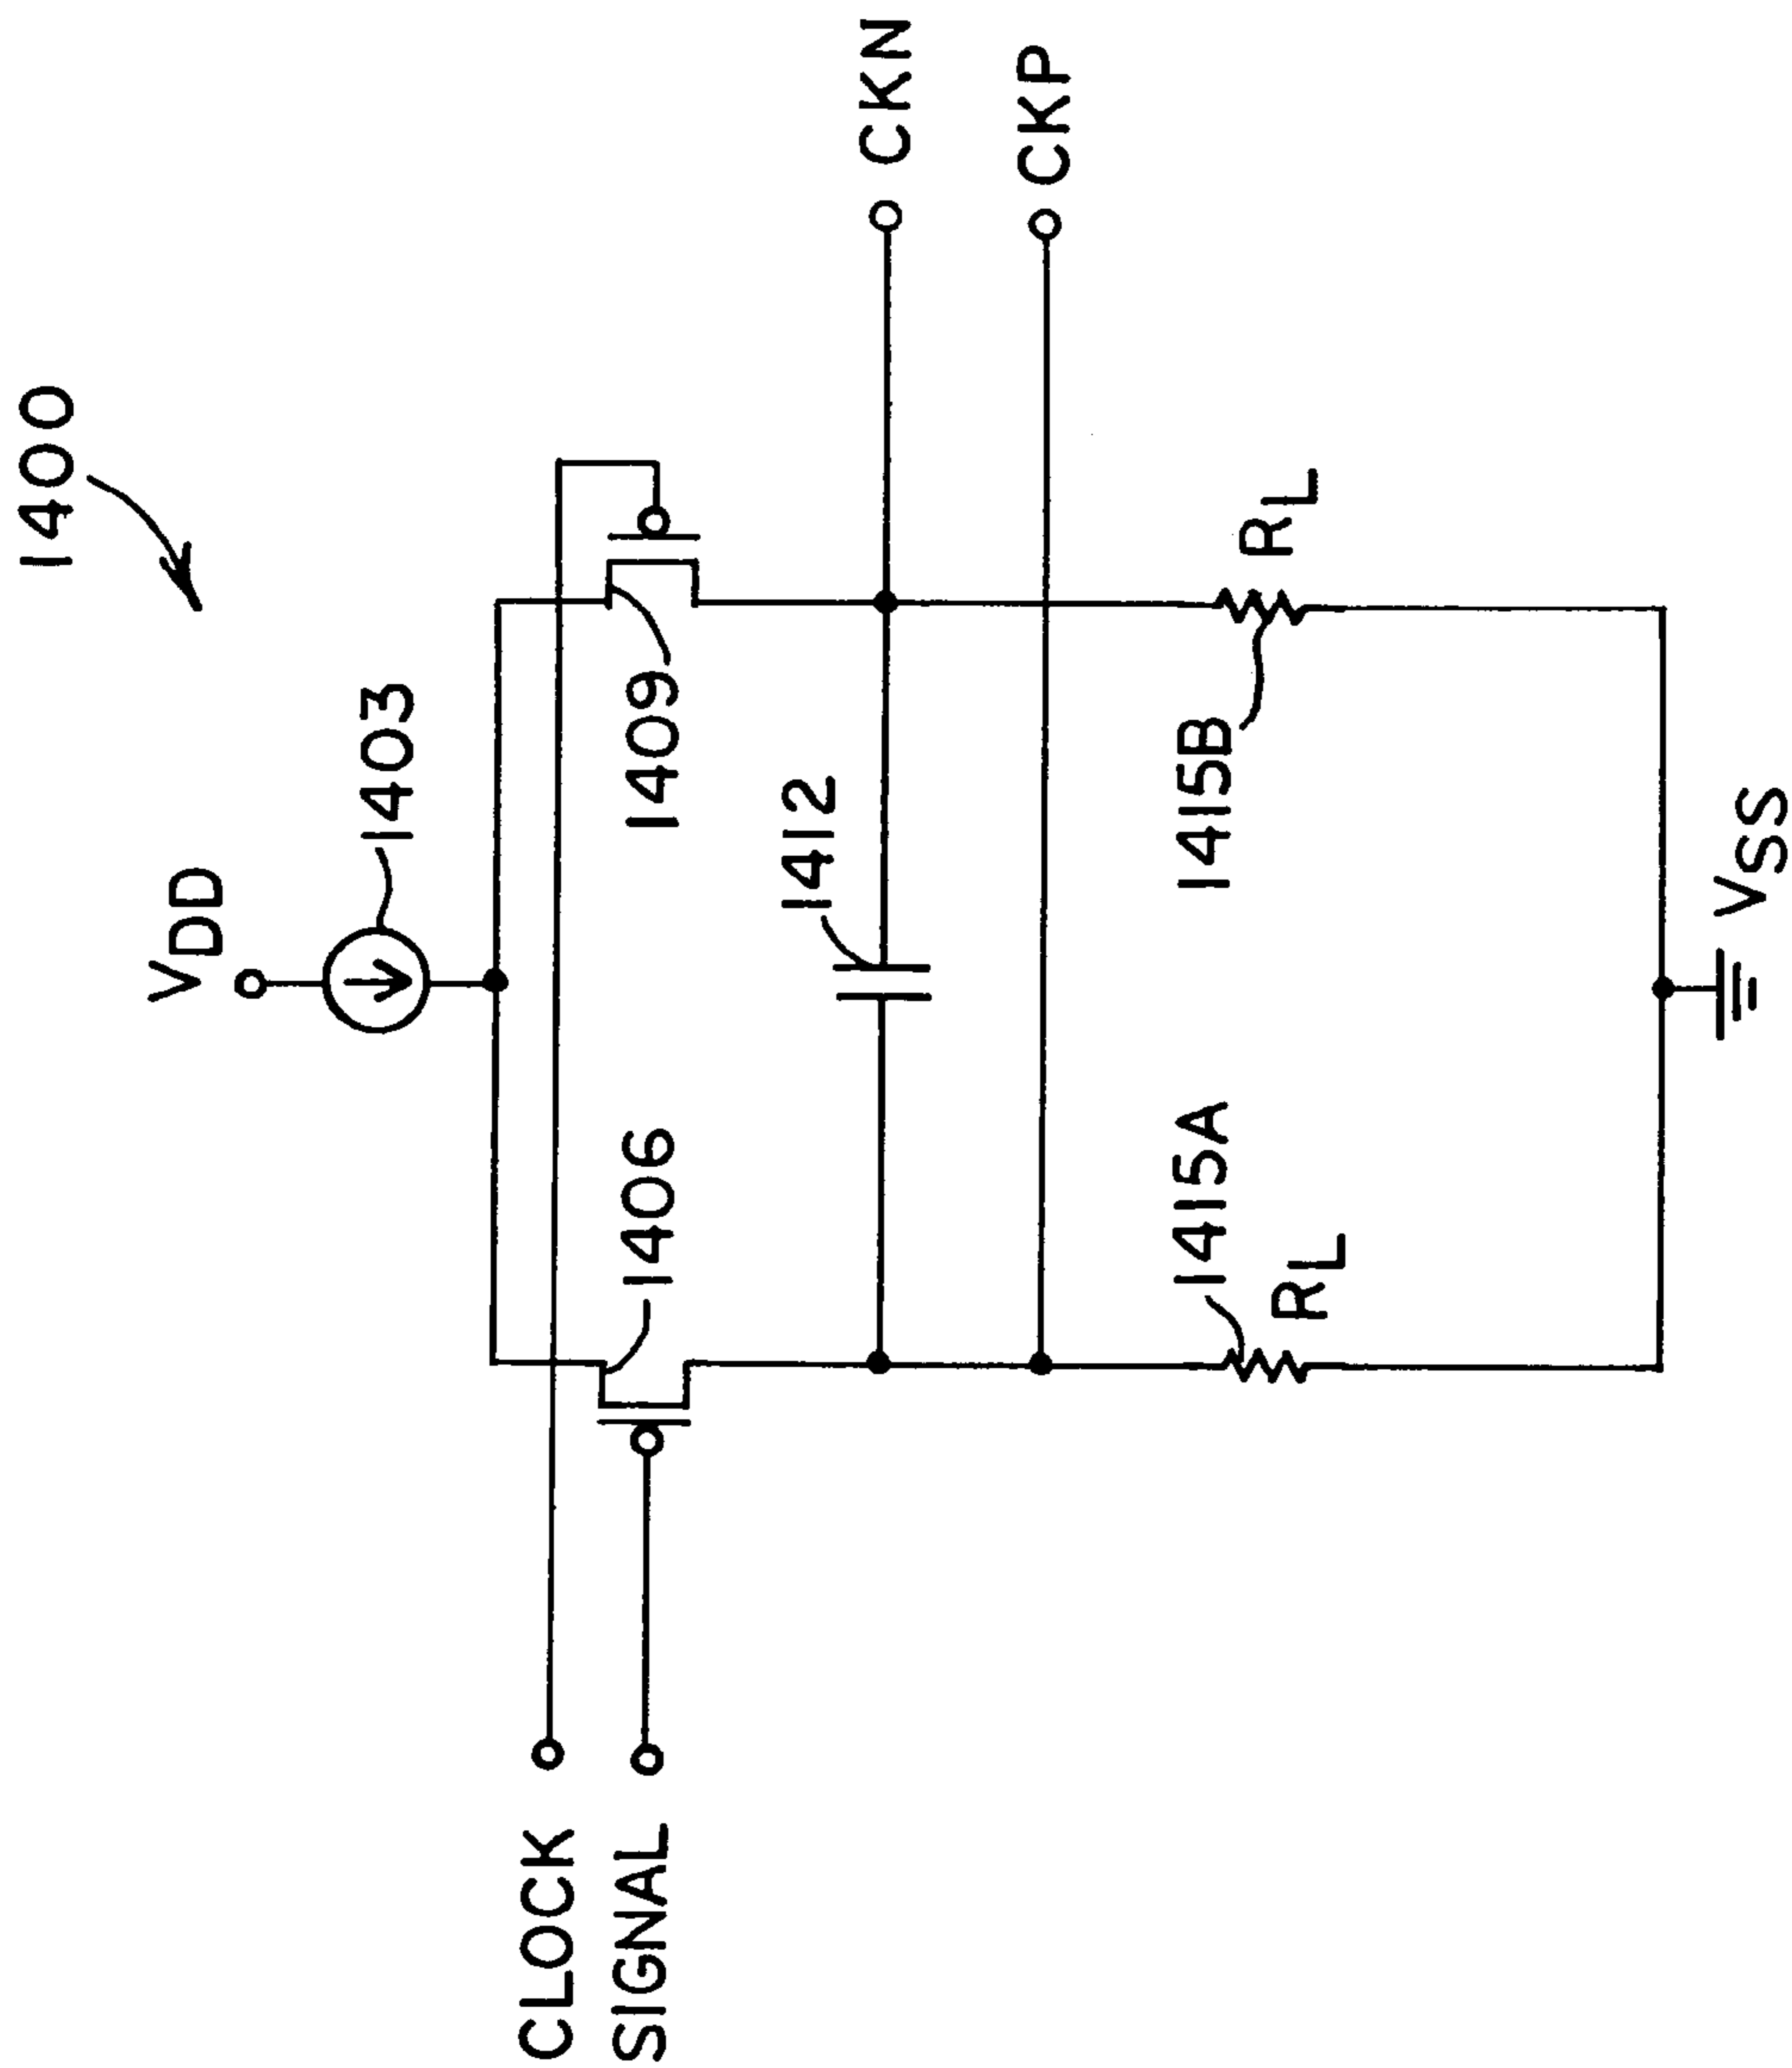 1400
VDD
1403
CLOCK
SIGNAL
1406
1409
1412
CKN
CKP
1415A
RL
1415B
RL
VSS